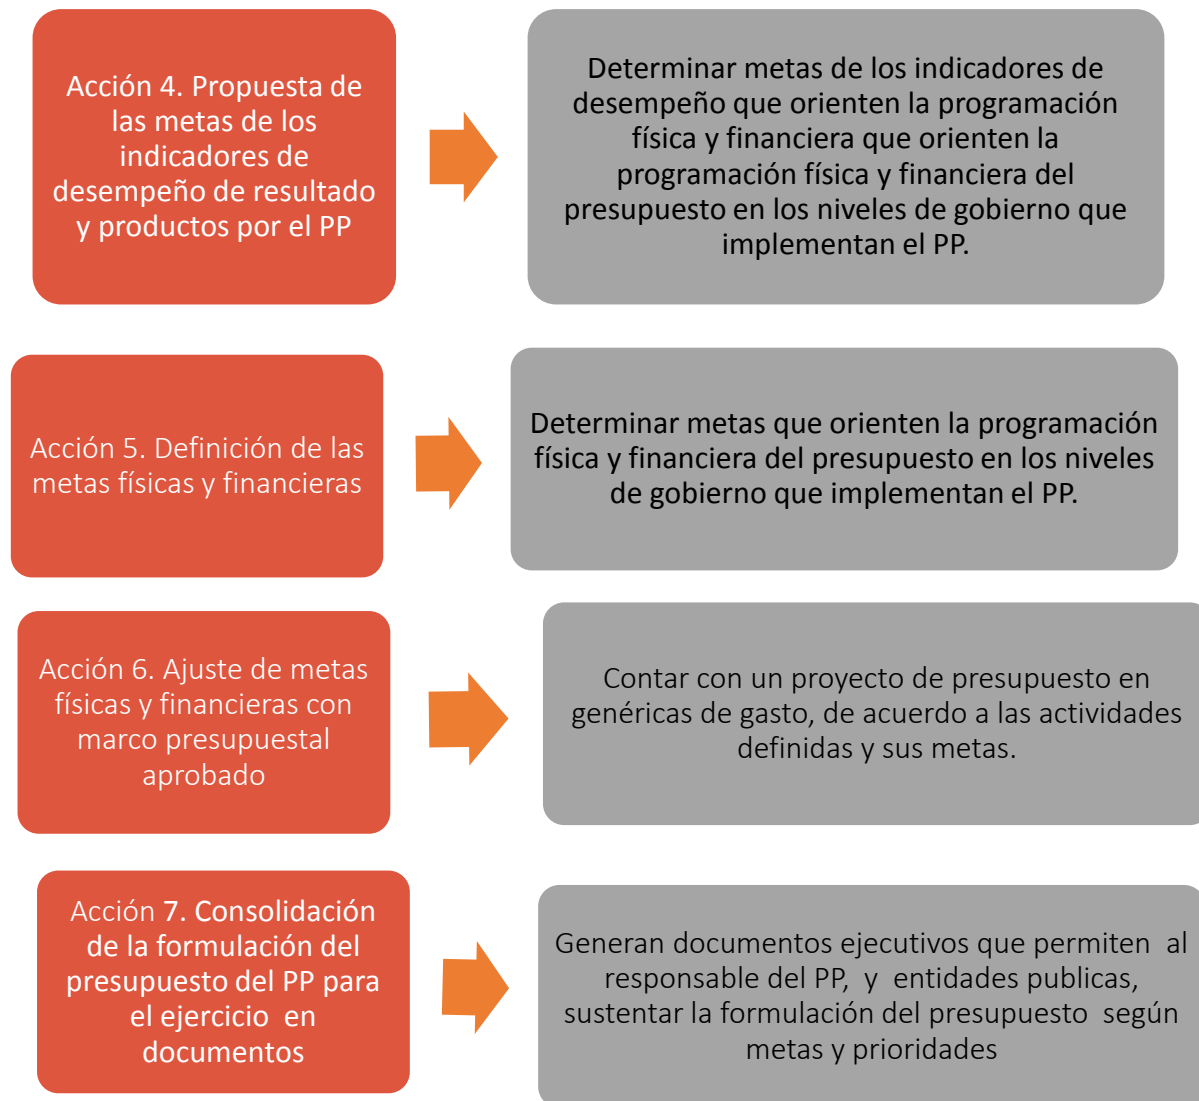 Acción 4. Propuesta de
las metas de los
indicadores de
desempeño de resultado
y productos por el PP
Determinar metas de los indicadores de
desempeño que orienten la programación
física y financiera que orienten la
programación física y financiera del
presupuesto en los niveles de gobierno que
implementan el PP.
Acción 5. Definición de las
metas físicas y financieras
Determinar metas que orienten la programación
física y financiera del presupuesto en los niveles
de gobierno que implementan el PP.
Acción 6. Ajuste de metas
físicas y financieras con
marco presupuestal
aprobado
Contar con un proyecto de presupuesto en
genéricas de gasto, de acuerdo a las actividades
definidas y sus metas.
Acción 7. Consolidación
de la formulación del
presupuesto del PP para
el ejercicio en
documentos
Generan documentos ejecutivos que permiten al
responsable del PP, y entidades publicas,
sustentar la formulación del presupuesto según
metas y prioridades